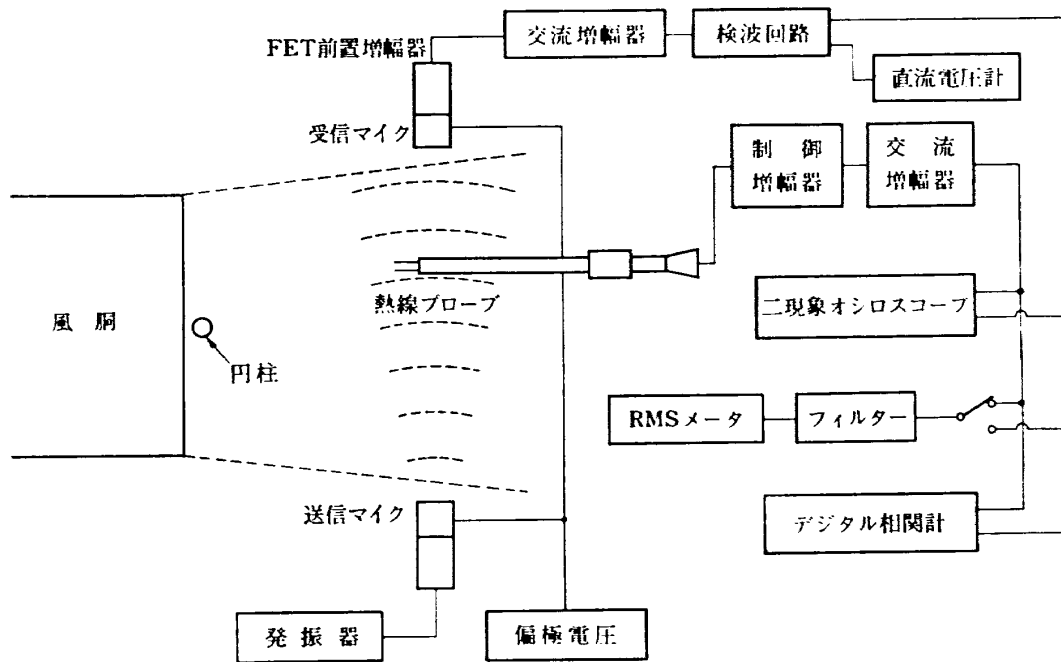 FET前置増幅器
交流増幅器
検波回路
直流電圧計
受信マイク
制御
増幅器
交流
増幅器
熱線プローブ
風胴
円柱
二現象オシロスコープ
RMSメータ
フィルター
送信マイク
デジタル相関計
発振器
偏極電圧